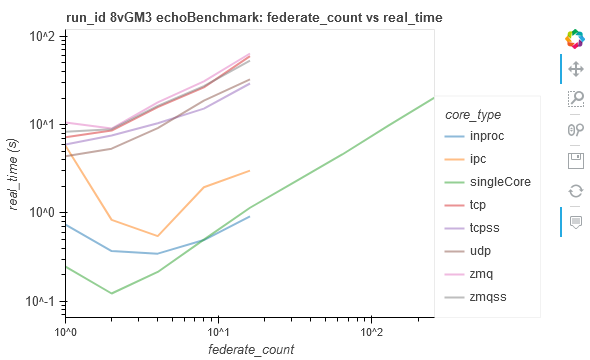 run_id 8vGM3 echoBenchmark: federate_count vs real_time
10^2
10^1
10^0
10^-1
real_time (s)
10^0
10^1
10^2
federate_count
core_type
inproc
ipc
singleCore
tcp
tcpss
udp
zmq
zmqss